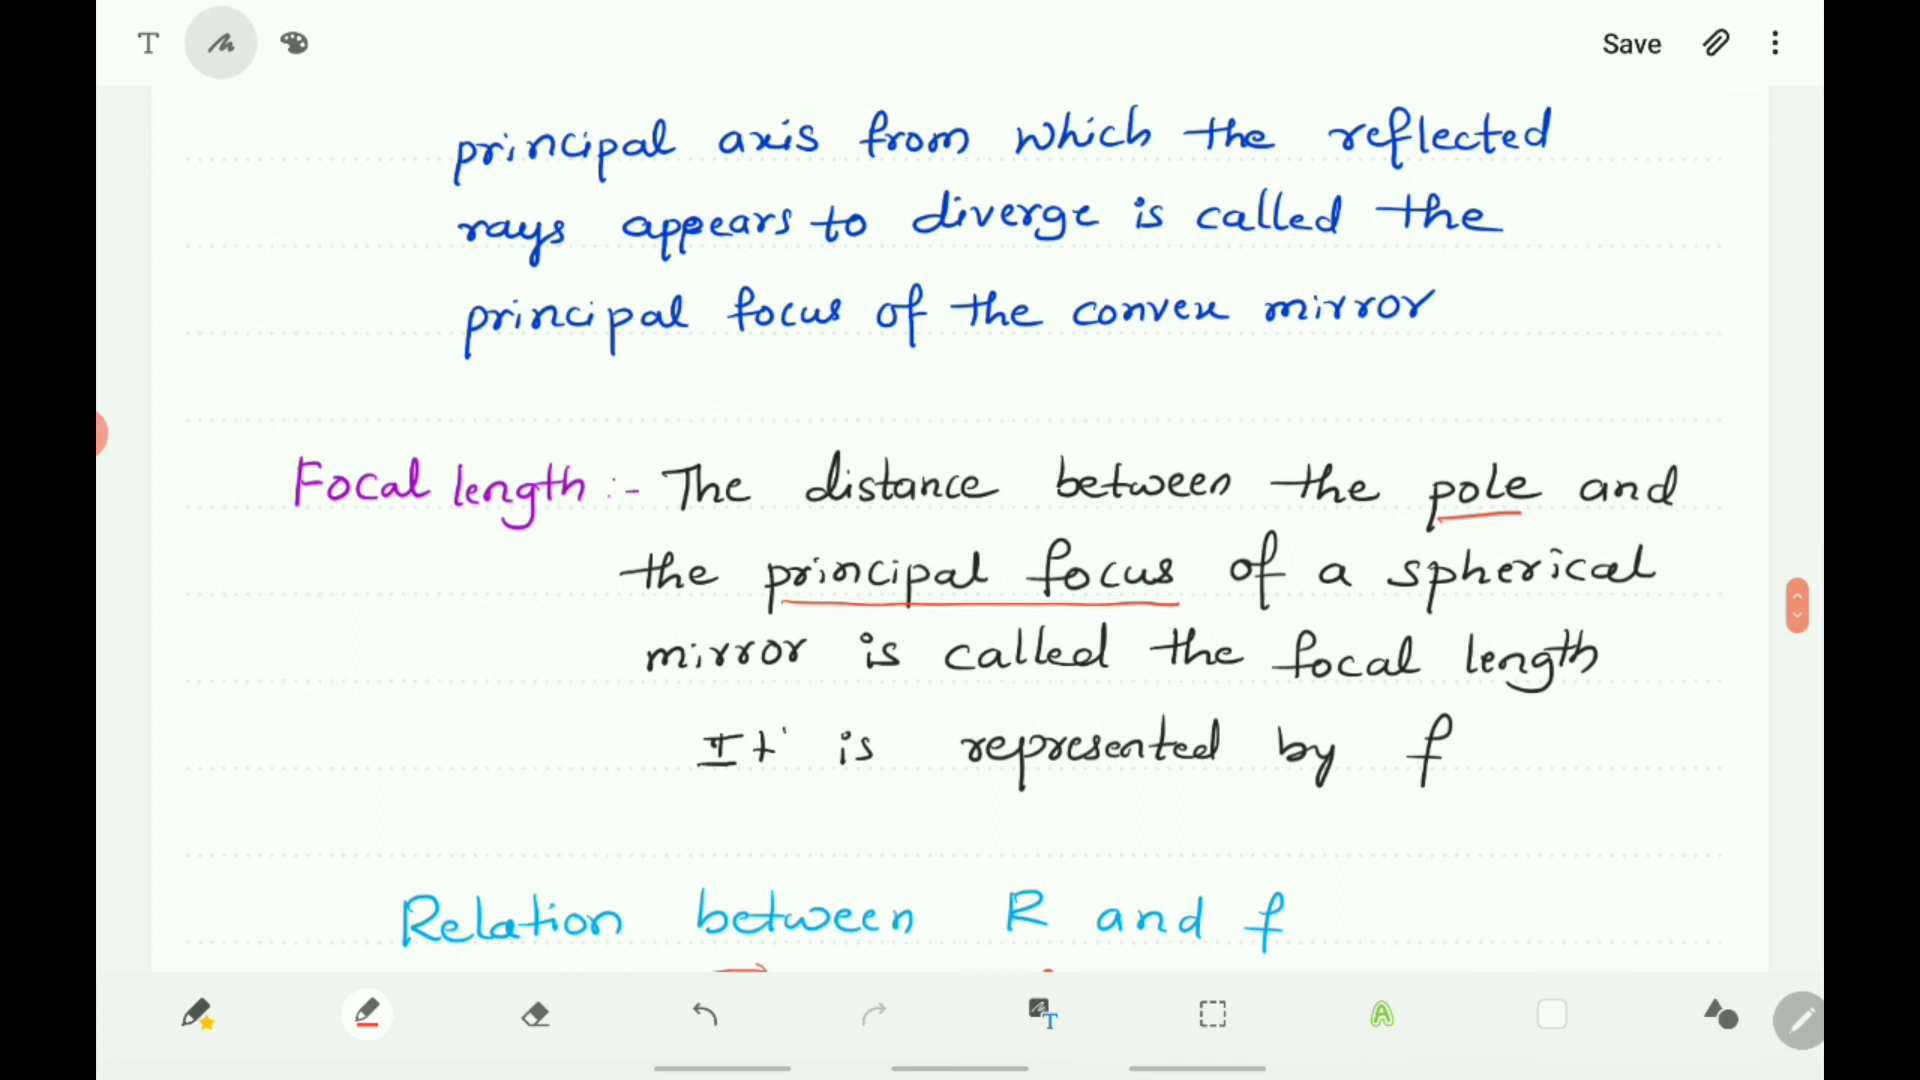 T
Save
principal axis from which the reflected
rays appears to diverge is called the
principal focus of the convex mirror
Focal length :- The distance between the pole and
the principal focus of a spherical
mirror is called the focal length
It is represented by f
Relation between R and f
T
A